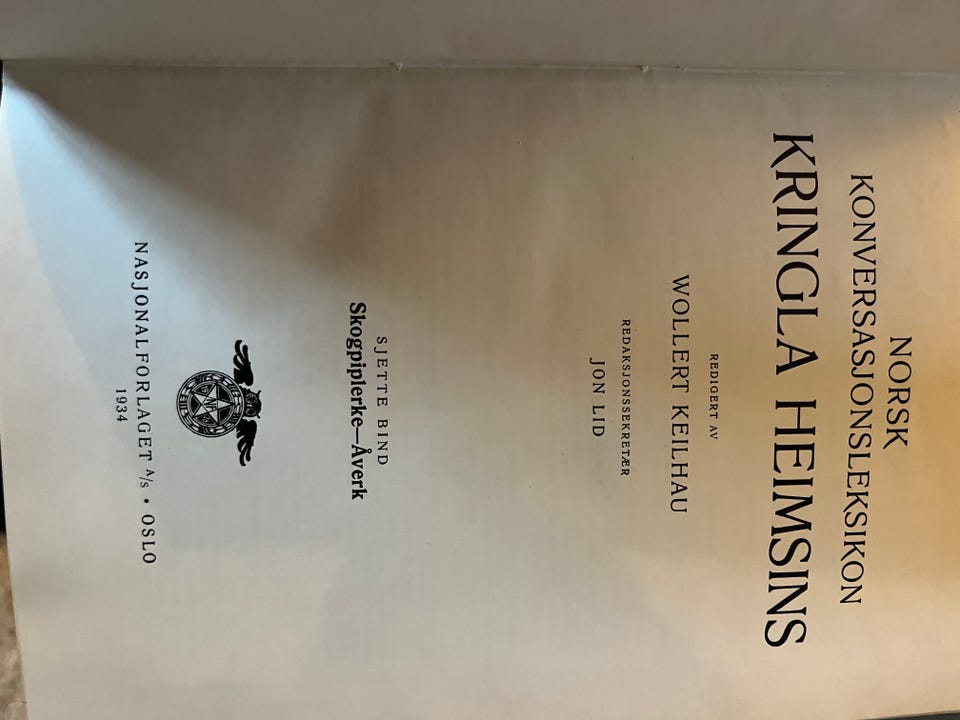 NORSK
KONVERSASJONSLEKSIKON
KRINGLA HEIMSINS
REDIGERT AV
WOLLERT KEILHAU
REDAKSJONSSEKRETÆR
JON LID
SJETTE BIND
Skogpiplerke—Åverk
NASJONALFORLAGET A/S • OSLO
1934